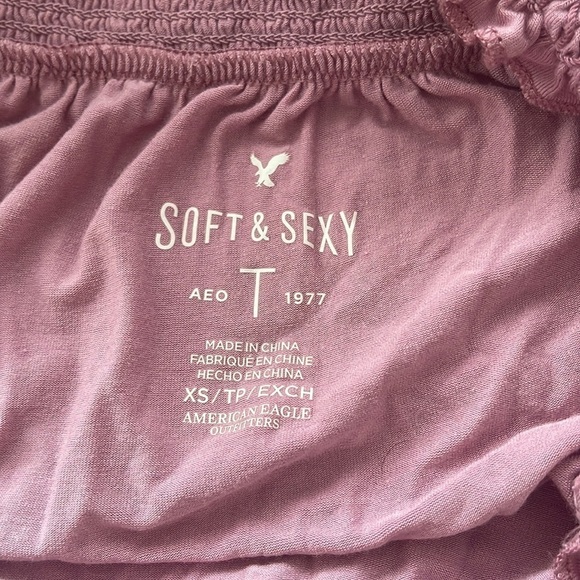 SOFT & SEXY
AEO T 1977
MADE IN CHINA
FABRIQUÉ EN CHINE
HECHO EN CHINA
XS/TP/EXCH
AMERICAN EAGLE
OUTFITTERS